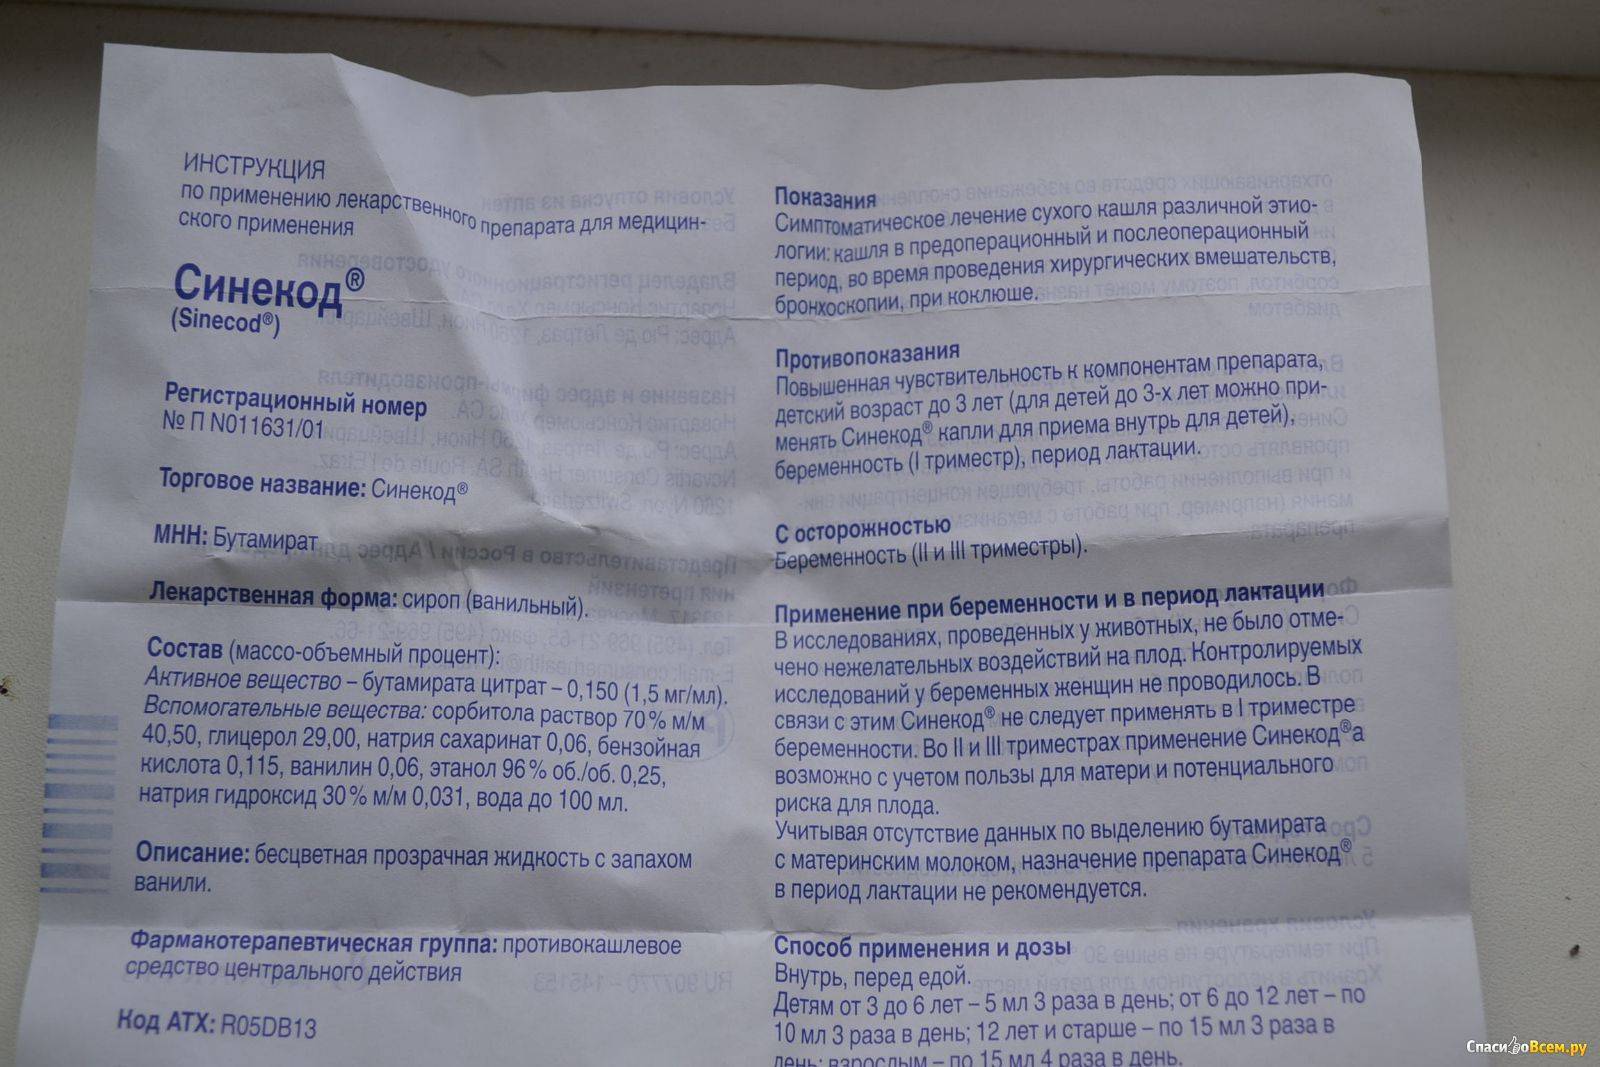 ИНСТРУКЦИЯ
по применению лекарственного препарата для медицин-
ского применения
Синекод®
(Sinecod®)
Регистрационный номер
№ П N011631/01
Торговое название: Синекод®
МНН: Бутамират
Лекарственная форма: сироп (ванильный).
Состав (массо-объемный процент):
Активное вещество – бутамирата цитрат – 0,150 (1,5 мг/мл).
Вспомогательные вещества: сорбитола раствор 70% м/м
40,50, глицерол 29,00, натрия сахаринат 0,06, бензойная
кислота 0,115, ванилин 0,06, этанол 96% об./об. 0,25,
натрия гидроксид 30% м/м 0,031, вода до 100 мл.
Описание: бесцветная прозрачная жидкость с запахом
ванили.
Фармакотерапевтическая группа: противокашлевое
средство центрального действия
Код АТХ: R05DB13
Показания
Симптоматическое лечение сухого кашля различной этио-
логии: кашля в предоперационный и послеоперационный
период, во время проведения хирургических вмешательств,
бронхоскопии, при коклюше.
Противопоказания
Повышенная чувствительность к компонентам препарата,
детский возраст до 3 лет (для детей до 3-х лет можно при-
менять Синекод® капли для приема внутрь для детей),
беременность (I триместр), период лактации.
С осторожностью
Беременность (II и III триместры).
Применение при беременности и в период лактации
В исследованиях, проведенных у животных, не было отме-
чено нежелательных воздействий на плод. Контролируемых
исследований у беременных женщин не проводилось. В
связи с этим Синекод® не следует применять в I триместре
беременности. Во II и III триместрах применение Синекод®а
возможно с учетом пользы для матери и потенциального
риска для плода.
Учитывая отсутствие данных по выделению бутамирата
с материнским молоком, назначение препарата Синекод®
в период лактации не рекомендуется.
Способ применения и дозы
Внутрь, перед едой.
Детям от 3 до 6 лет – 5 мл 3 раза в день; от 6 до 12 лет – по
10 мл 3 раза в день; 12 лет и старше – по 15 мл 3 раза в
день; взрослым – по 15 мл 4 раза в день.
СпасибоВсем.ру